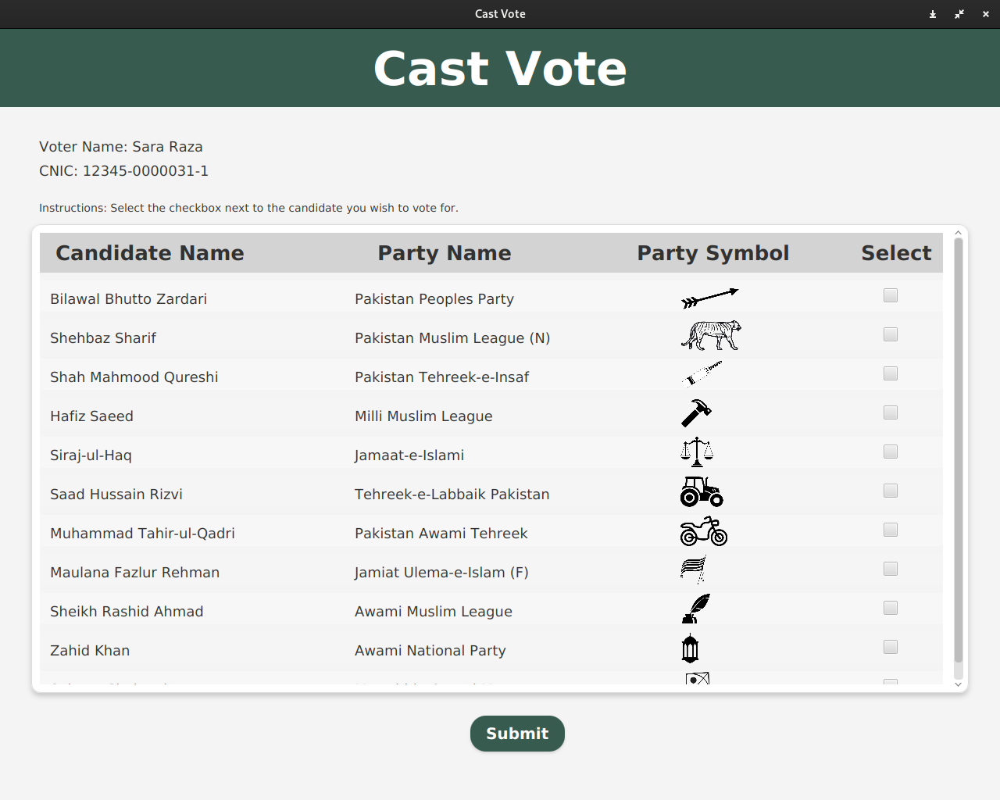 Cast Vote
Cast Vote
Voter Name: Sara Raza
CNIC: 12345-0000031-1
Instructions: Select the checkbox next to the candidate you wish to vote for.
Candidate Name Party Name Party Symbol Select
Bilawal Bhutto Zardari Pakistan Peoples Party
Shehbaz Sharif Pakistan Muslim League (N)
Shah Mahmood Qureshi Pakistan Tehreek-e-Insaf
Hafiz Saeed Milli Muslim League
Siraj-ul-Haq Jamaat-e-Islami
Saad Hussain Rizvi Tehreek-e-Labbaik Pakistan
Muhammad Tahir-ul-Qadri Pakistan Awami Tehreek
Maulana Fazlur Rehman Jamiat Ulema-e-Islam (F)
Sheikh Rashid Ahmad Awami Muslim League
Zahid Khan Awami National Party
Submit